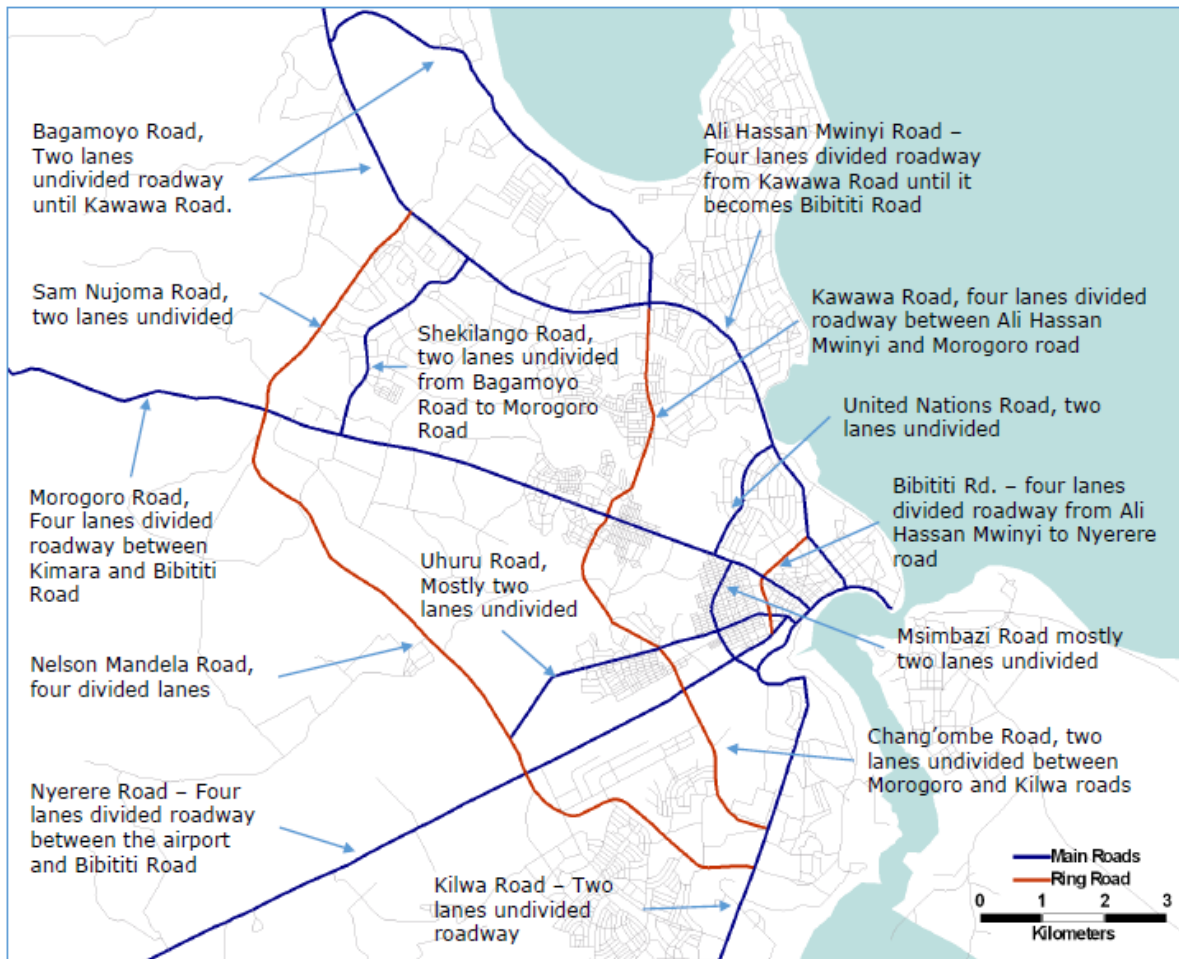 Bagamoyo Road,
Two lanes
undivided roadway
until Kawawa Road.
Ali Hassan Mwinyi Road –
Four lanes divided roadway
from Kawawa Road until it
becomes Bibititi Road
Sam Nujoma Road,
two lanes undivided
Shekilango Road,
two lanes undivided
from Bagamoyo
Road to Morogoro
Road
Kawawa Road, four lanes divided
roadway between Ali Hassan
Mwinyi and Morogoro road
United Nations Road, two
lanes undivided
Bibititi Rd. – four lanes
divided roadway from Ali
Hassan Mwinyi to Nyerere
road
Morogoro Road,
Four lanes divided
roadway between
Kimara and Bibititi
Road
Uhuru Road,
Mostly two
lanes undivided
Msimbazi Road mostly
two lanes undivided
Nelson Mandela Road,
four divided lanes
Chang’ombe Road, two
lanes undivided between
Morogoro and Kilwa roads
Nyerere Road – Four
lanes divided roadway
between the airport
and Bibititi Road
Kilwa Road – Two
lanes undivided
roadway
Main Roads
Ring Road
0 1 2 3
Kilometers